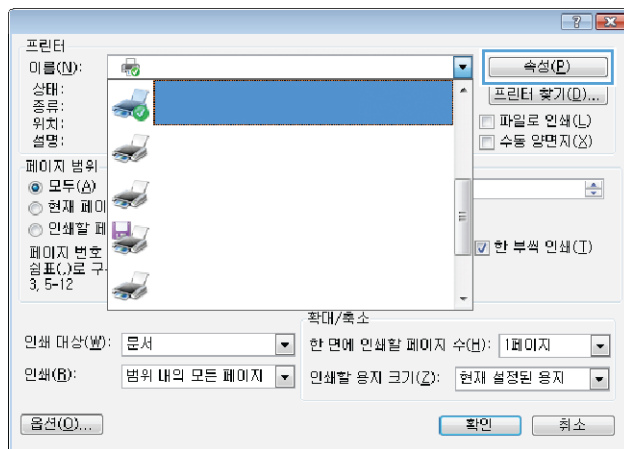 프린터
이름(N):
속성(P)
상태:
종류:
위치:
설명:
프린터 찾기(D)...
파일로 인쇄(L)
수동 양면지(X)
페이지 범위
모두(A)
현재 페이
인쇄할 페
페이지 번호
쉼표(,)로 구
3, 5-12
한 부씩 인쇄(T)
확대/축소
인쇄 대상(W):
문서
한 면에 인쇄할 페이지 수(H):
1페이지
인쇄(R):
범위 내의 모든 페이지
인쇄할 용지 크기(Z):
현재 설정된 용지
옵션(O)...
확인
취소